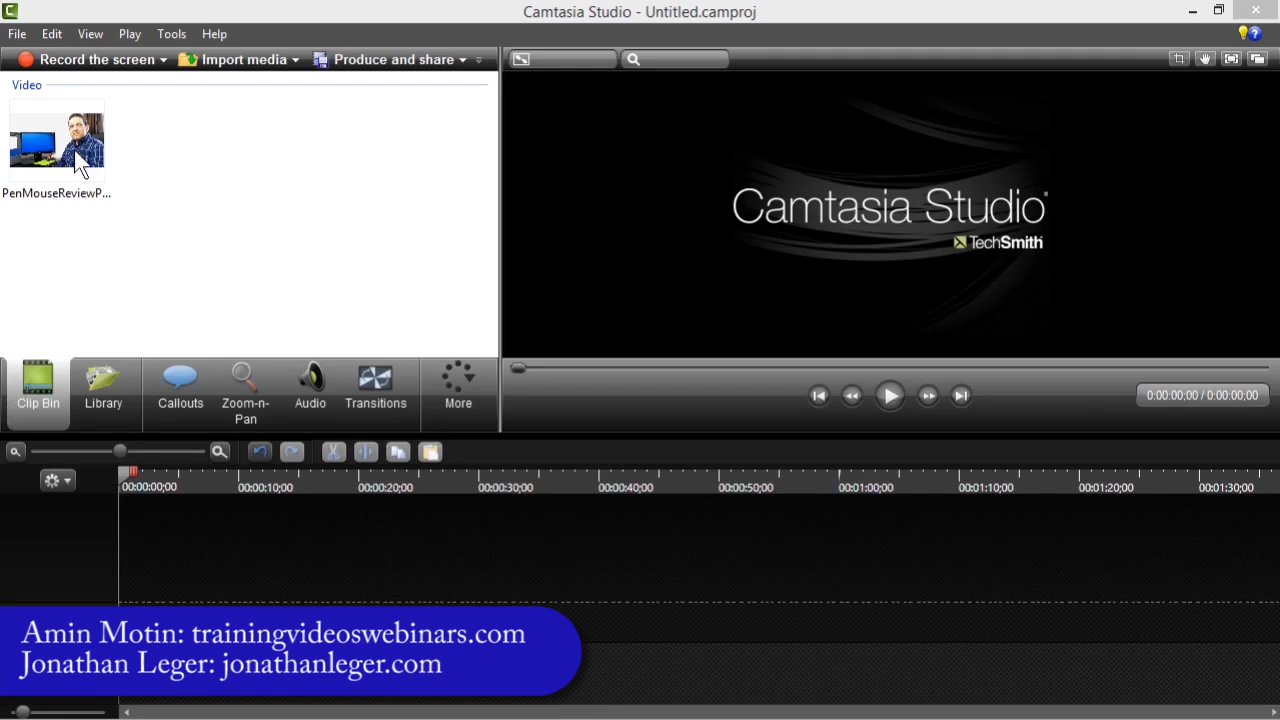 Camtasia Studio - Untitled.camproj
File Edit View Play Tools Help
Record the screen Import media Produce and share
Video
PenMouseReviewP...
Camtasia Studio®
TechSmith
Clip Bin Library Callouts Zoom-n-Pan Audio Transitions More
0:00:00;00 / 0:00:00;00
00:00:00;00 00:00:10;00 00:00:20;00 00:00:30;00 00:00:40;00 00:00:50;00 00:01:00;00 00:01:10;00 00:01:20;00 00:01:30;00
Amin Motin: trainingvideoswebinars.com
Jonathan Leger: jonathanleger.com